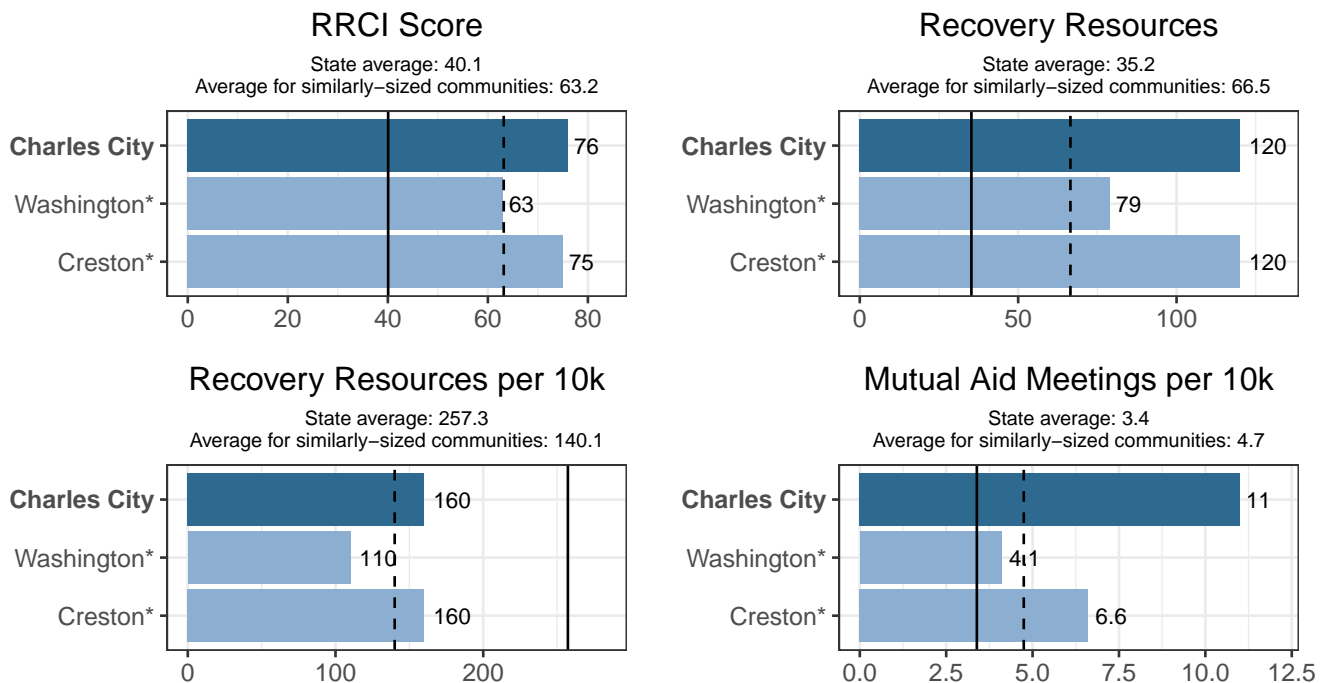 RRCI Score
State average: 40.1
Average for similarly−sized communities: 63.2
Charles City
76
Washington*
63
Creston*
75
0 20 40 60 80
Recovery Resources
State average: 35.2
Average for similarly−sized communities: 66.5
Charles City
120
Washington*
79
Creston*
120
0 50 100
Recovery Resources per 10k
State average: 257.3
Average for similarly−sized communities: 140.1
Charles City
160
Washington*
110
Creston*
160
0 100 200
Mutual Aid Meetings per 10k
State average: 3.4
Average for similarly−sized communities: 4.7
Charles City
11
Washington*
4.1
Creston*
6.6
0.0 2.5 5.0 7.5 10.0 12.5